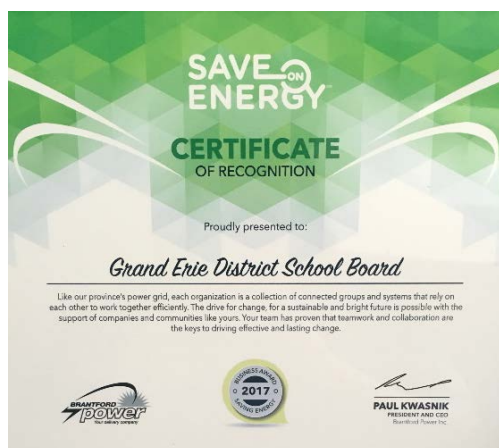 SAVE ON
ENERGY
CERTIFICATE
OF RECOGNITION
Proudly presented to:
Grand Erie District School Board
Like our province's power grid, each organization is a collection of connected groups and systems that rely on
each other to work together efficiently. The drive for change, for a sustainable and bright future is possible with the
support of companies and communities like yours. Your team has proven that teamwork and collaboration are
the keys to driving effective and lasting change.
BRANTFORD
power
Your delivery company
BUSINESS AWARD
2017
SAVING ENERGY
PAUL KWASNIK
PRESIDENT AND CEO
Brantford Power Inc.